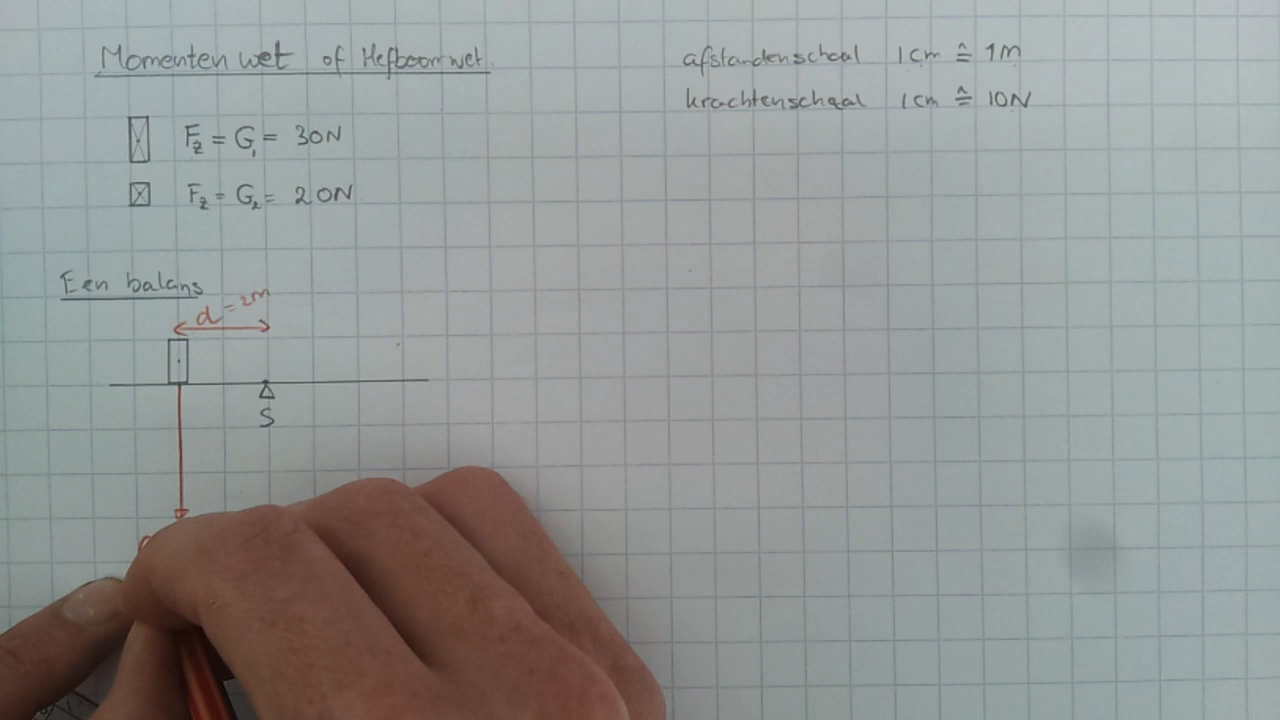 Momentenwet of Hefboomwet.
afstandenschaal 1cm ≙ 1m
krachtenschaal 1cm ≙ 10N
Fz = G1 = 30N
Fz = G2 = 20N
Een balans
d = 2m
S